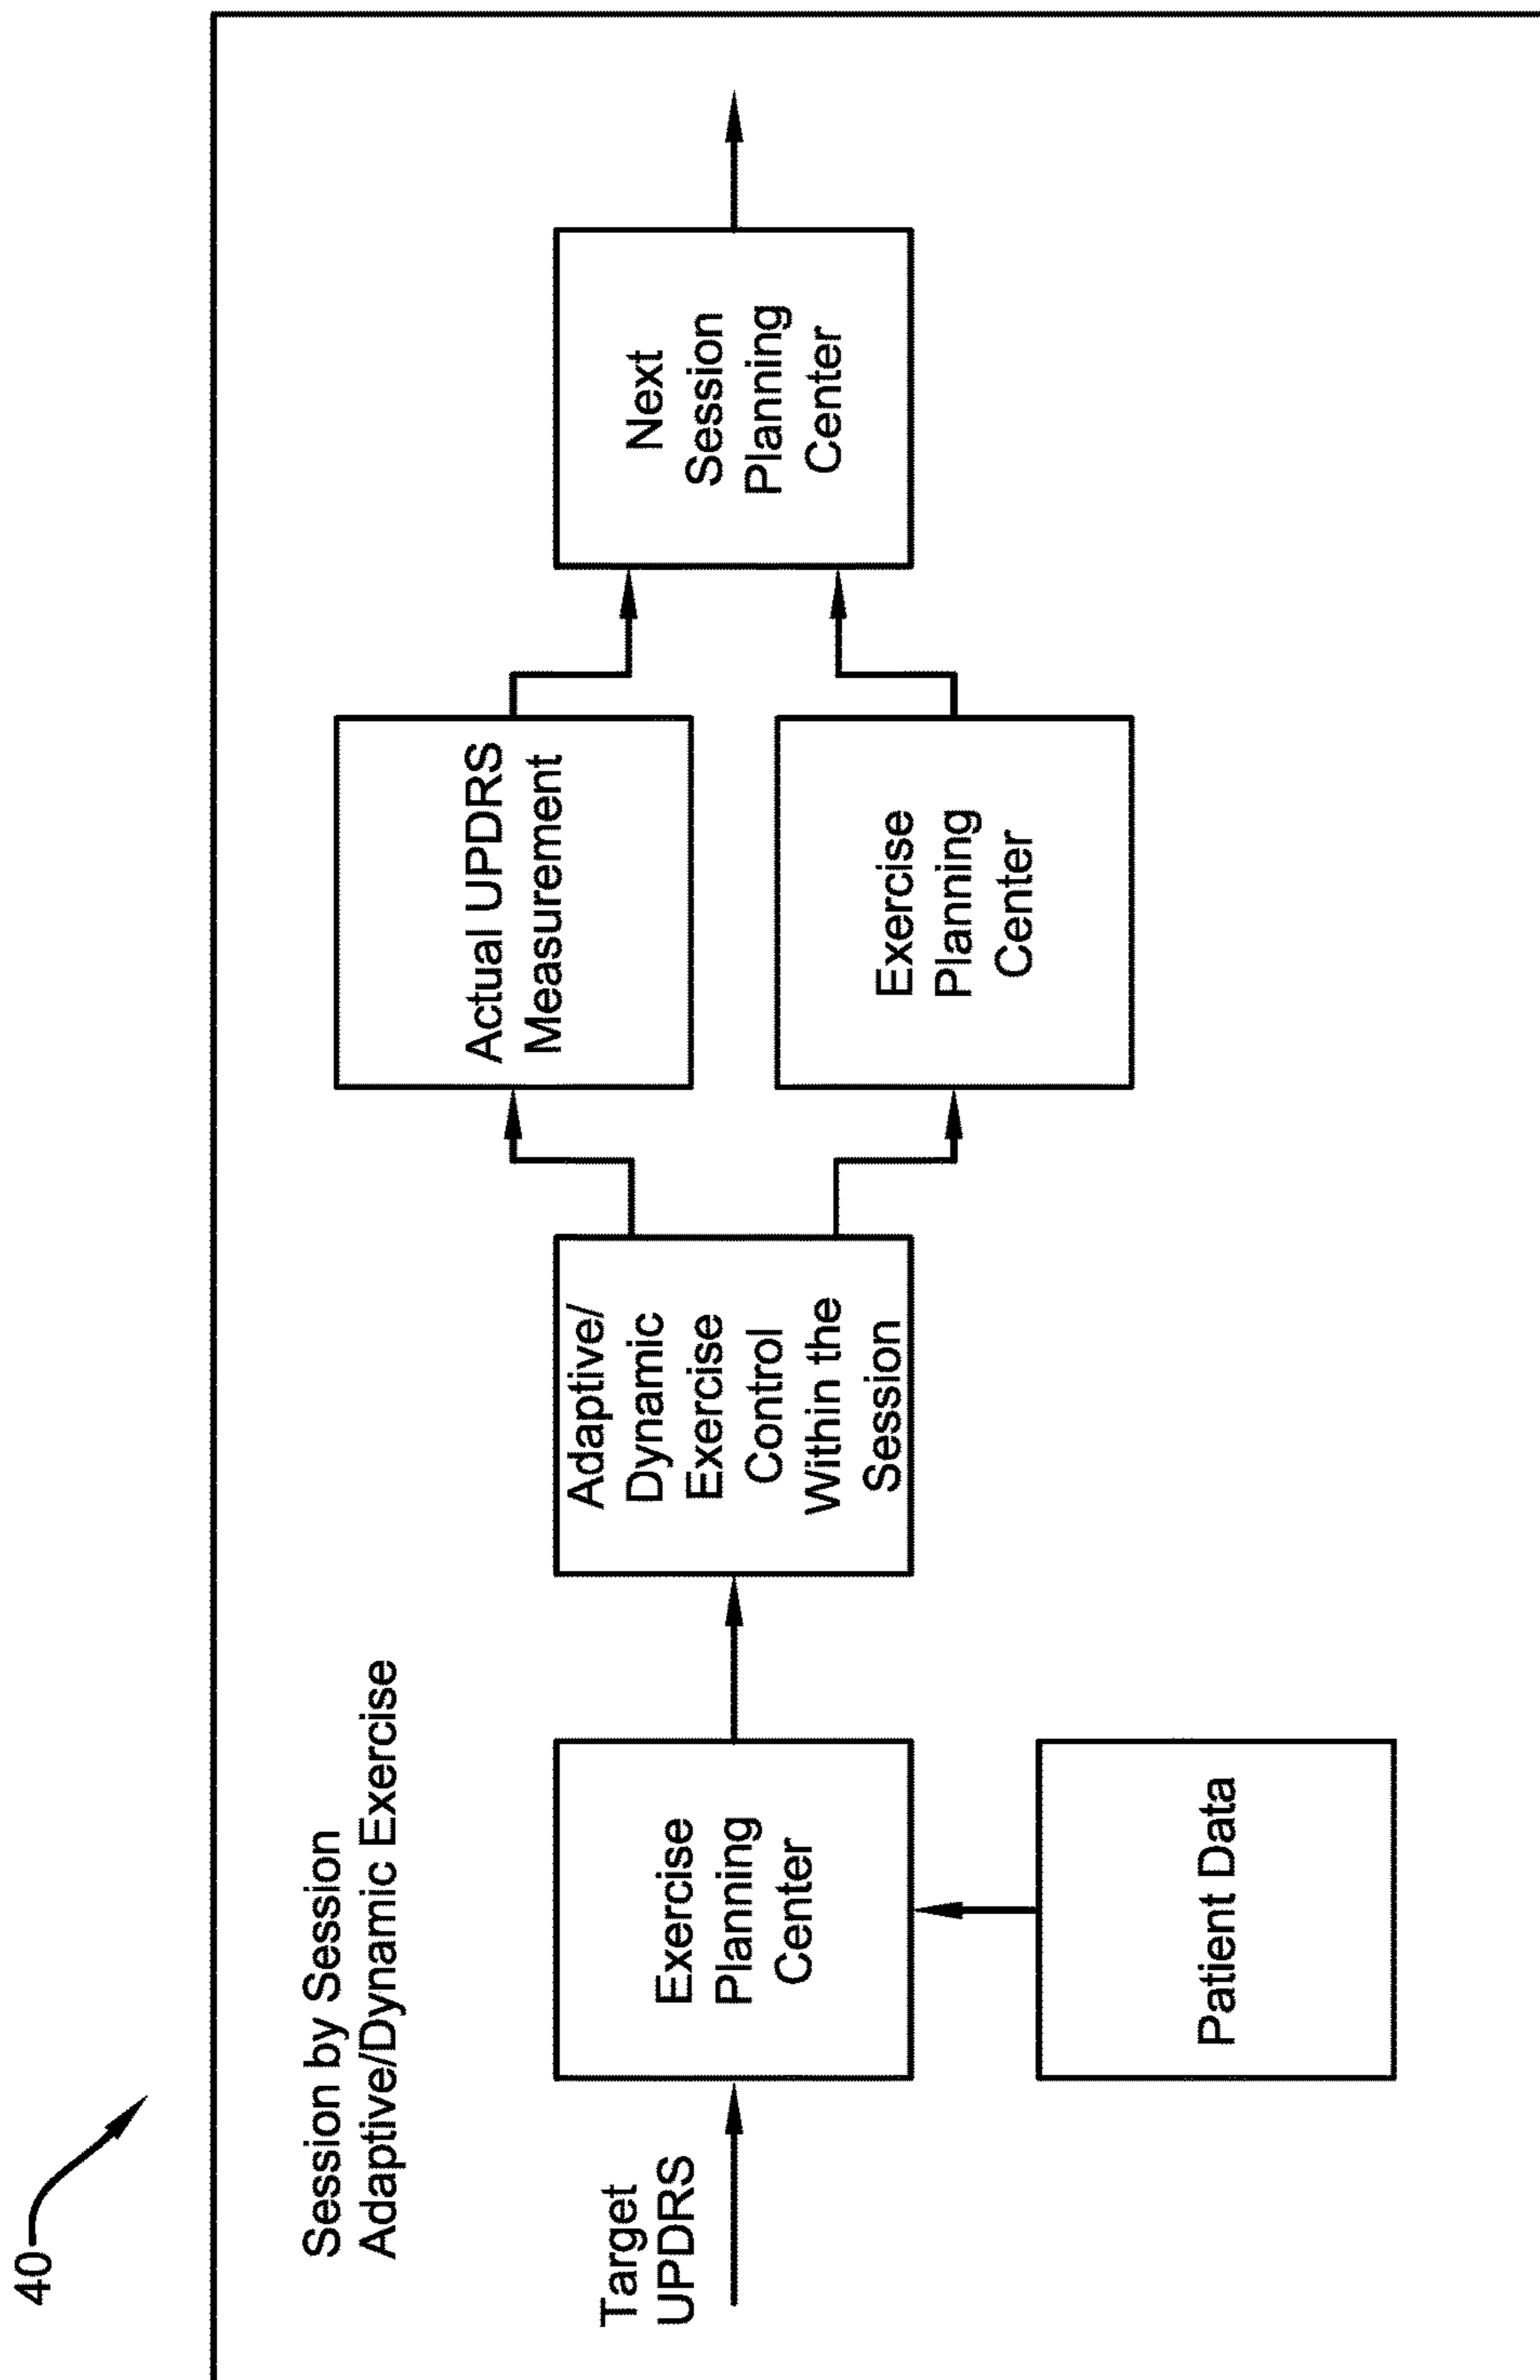 40
Session by Session
Adaptive/Dynamic Exercise
Target
UPDRS
Exercise
Planning
Center
Patient Data
Adaptive/
Dynamic
Exercise
Control
Within the
Session
Actual UPDRS
Measurement
Exercise
Planning
Center
Next
Session
Planning
Center